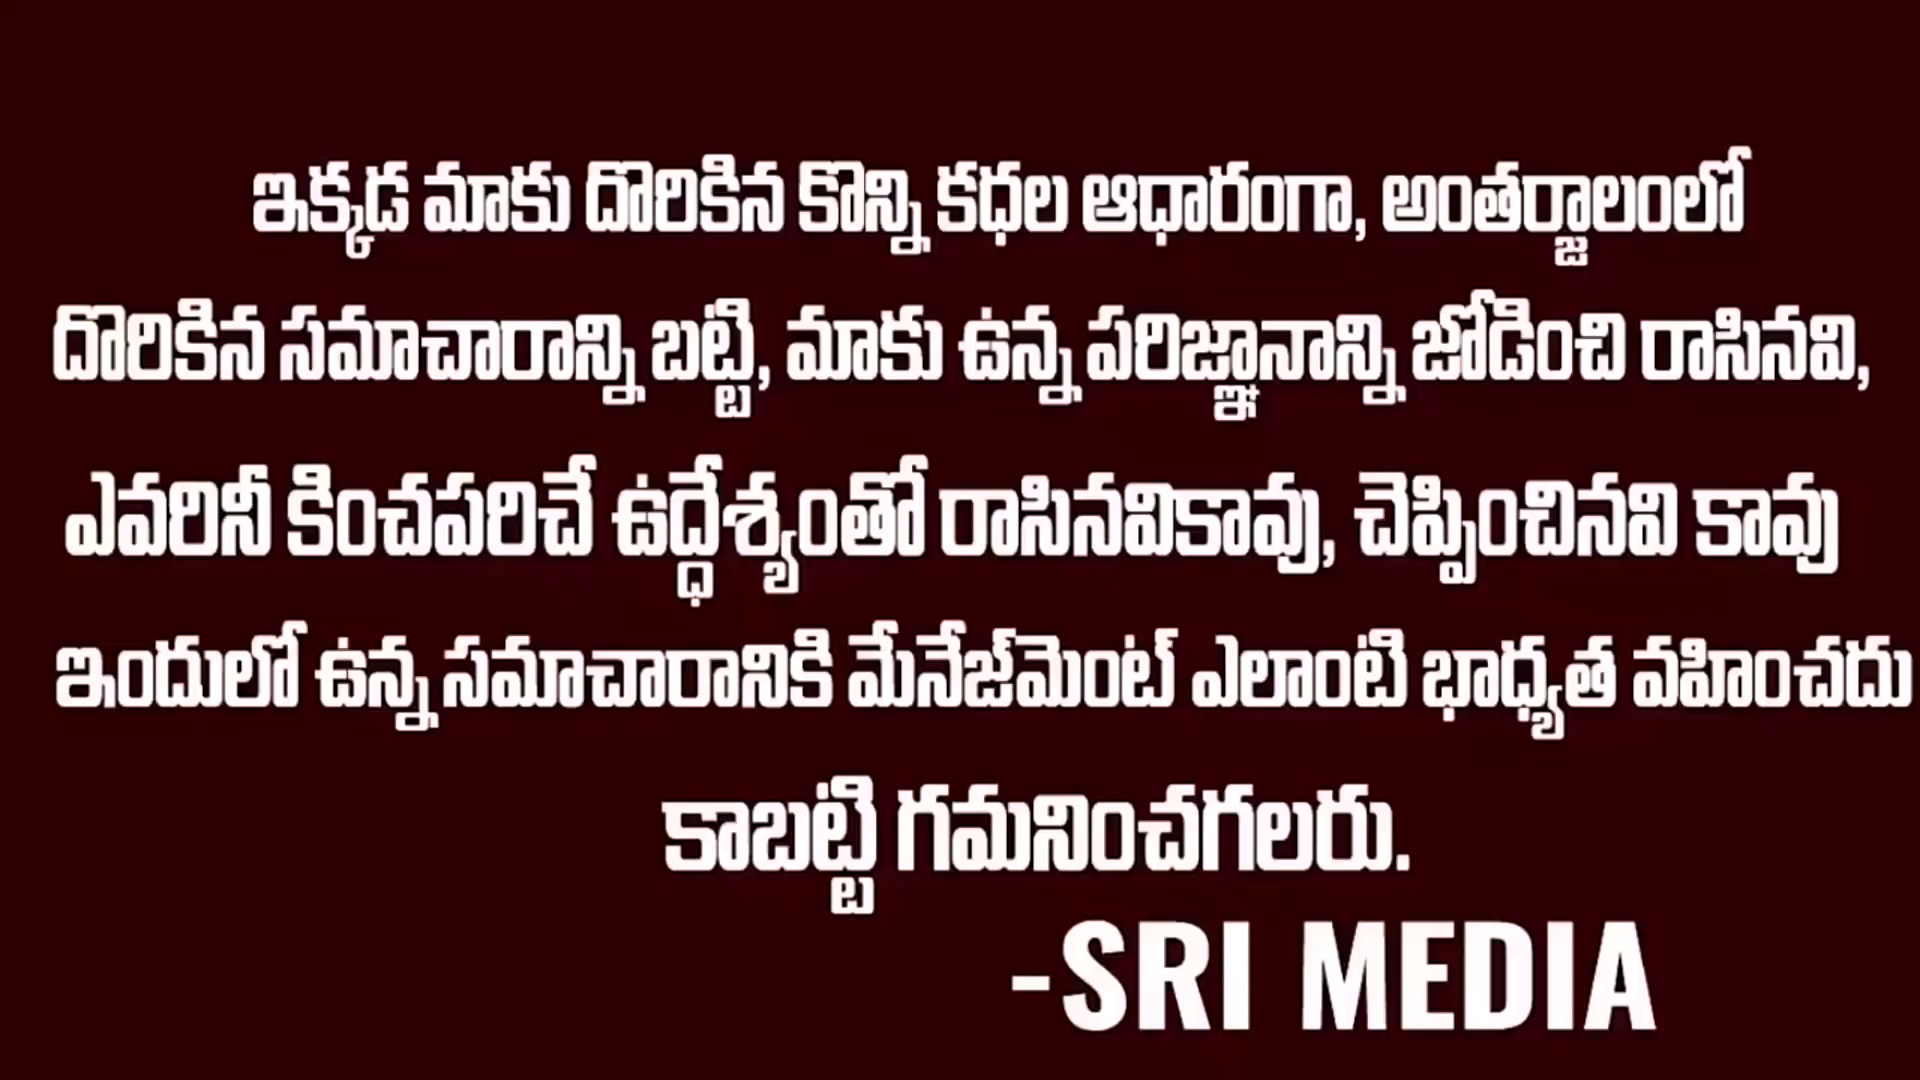 ఇక్కడ మాకు దొరికిన కొన్ని కధల ఆధారంగా, అంతర్జాలంలో
దొరికిన సమాచారాన్ని బట్టి, మాకు ఉన్న పరిజ్ఞానాన్ని జోడించి రాసినవి,
ఎవరినీ కించపరిచే ఉద్ధేశ్యంతో రాసినవికావు, చెప్పించినవి కావు
ఇందులో ఉన్న సమాచారానికి మేనేజ్‌మెంట్ ఎలాంటి భాధ్యత వహించదు
కాబట్టి గమనించగలరు.
-SRI MEDIA